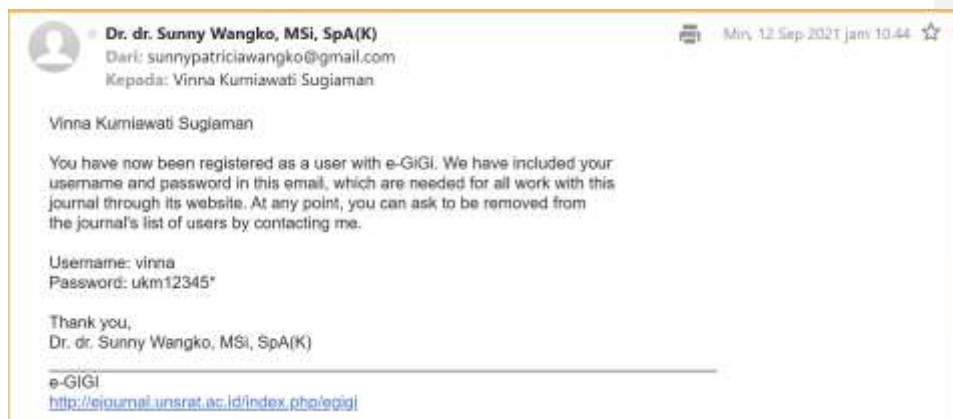 Dr. dr. Sunny Wangko, MSi, SpA(K)
Min, 12 Sep 2021 jam 10.44
Dari: sunnypatriciawangko@gmail.com
Kepada: Vinna Kurniawati Sugiaman
Vinna Kurniawati Sugiaman
You have now been registered as a user with e-GiGi. We have included your
username and password in this email, which are needed for all work with this
journal through its website. At any point, you can ask to be removed from
the journal's list of users by contacting me.
Username: vinna
Password: ukm12345*
Thank you,
Dr. dr. Sunny Wangko, MSi, SpA(K)
e-GIGI
http://ejournal.unsrat.ac.id/index.php/egigi